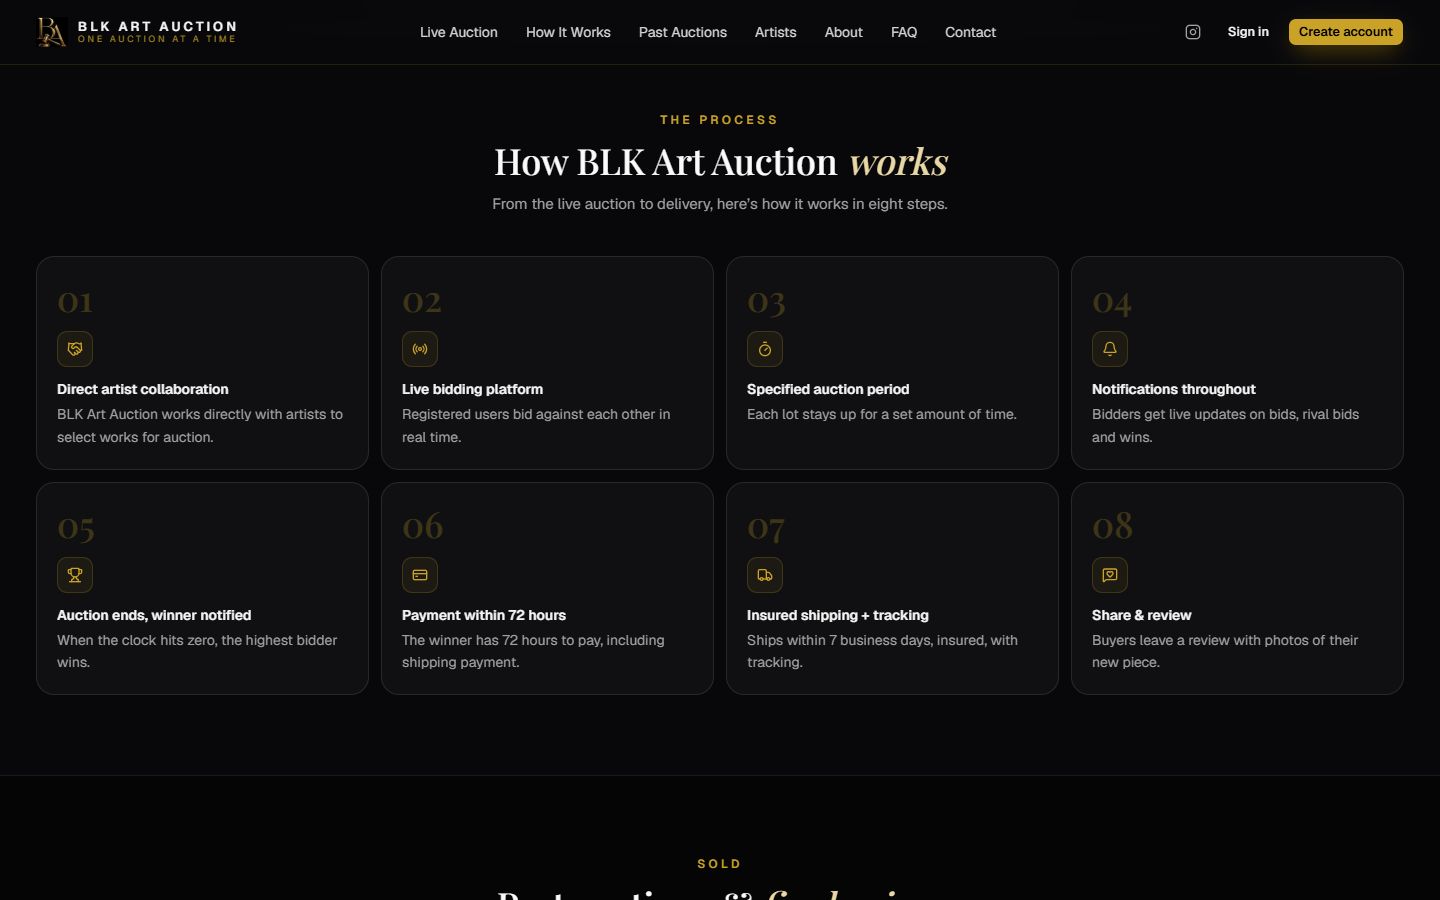 BLK ART AUCTION
ONE AUCTION AT A TIME
Live Auction
How It Works
Past Auctions
Artists
About
FAQ
Contact
Sign in
Create account
THE PROCESS
How BLK Art Auction works
From the live auction to delivery, here's how it works in eight steps.
01
Direct artist collaboration
BLK Art Auction works directly with artists to
select works for auction.
02
Live bidding platform
Registered users bid against each other in
real time.
03
Specified auction period
Each lot stays up for a set amount of time.
04
Notifications throughout
Bidders get live updates on bids, rival bids
and wins.
05
Auction ends, winner notified
When the clock hits zero, the highest bidder
wins.
06
Payment within 72 hours
The winner has 72 hours to pay, including
shipping payment.
07
Insured shipping + tracking
Ships within 7 business days, insured, with
tracking.
08
Share & review
Buyers leave a review with photos of their
new piece.
SOLD